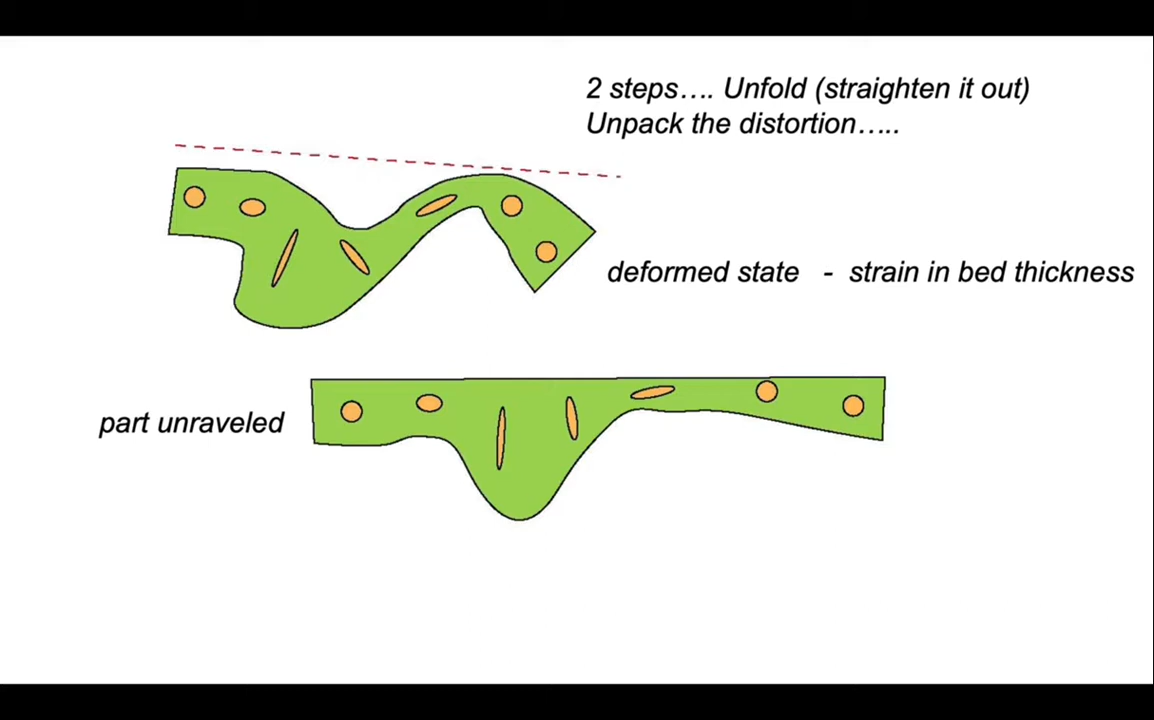 2 steps…. Unfold (straighten it out)
Unpack the distortion…..
deformed state - strain in bed thickness
part unraveled